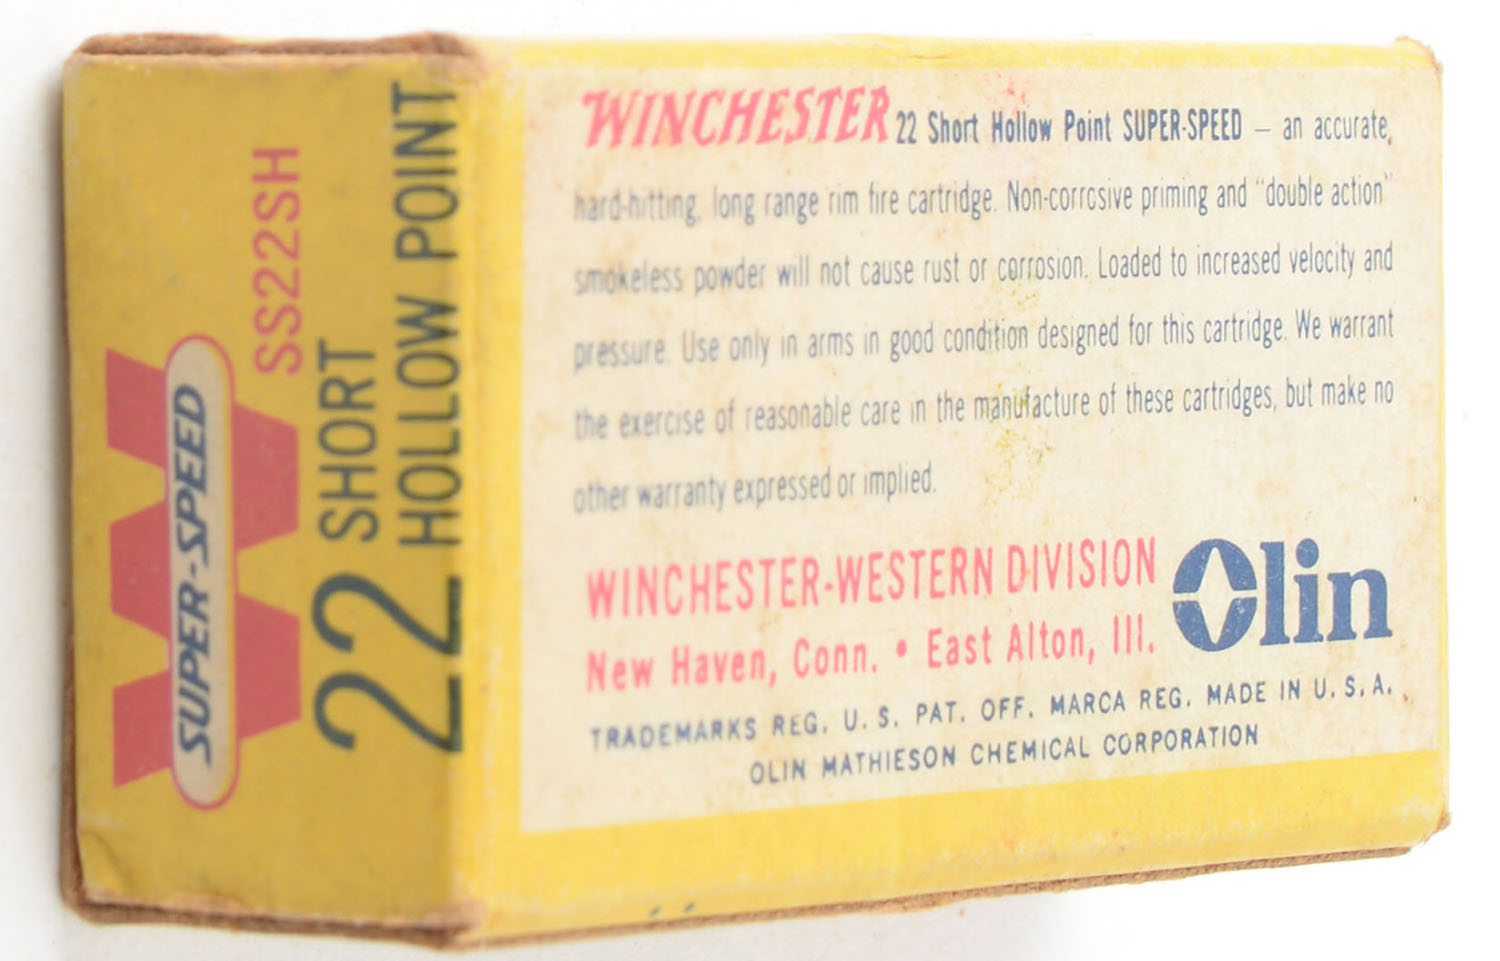 W
SUPER-SPEED
SS22SH
22 SHORT
22 HOLLOW POINT
WINCHESTER 22 Short Hollow Point SUPER-SPEED — an accurate,
hard-hitting, long range rim fire cartridge. Non-corrosive priming and "double action"
smokeless powder will not cause rust or corrosion. Loaded to increased velocity and
pressure. Use only in arms in good condition designed for this cartridge. We warrant
the exercise of reasonable care in the manufacture of these cartridges, but make no
other warranty expressed or implied.
WINCHESTER-WESTERN DIVISION
New Haven, Conn. • East Alton, Ill.
Olin
TRADEMARKS REG. U. S. PAT. OFF. MARCA REG. MADE IN U. S. A.
OLIN MATHIESON CHEMICAL CORPORATION